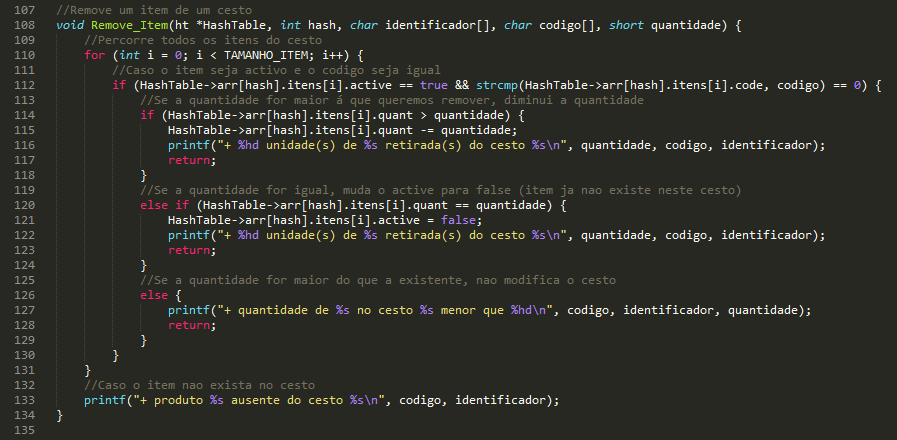 107 //Remove um item de um cesto
108 void Remove_Item(ht *HashTable, int hash, char identificador[], char codigo[], short quantidade) {
109     //Percorre todos os itens do cesto
110     for (int i = 0; i < TAMANHO_ITEM; i++) {
111         //Caso o item seja activo e o codigo seja igual
112         if (HashTable->arr[hash].itens[i].active == true && strcmp(HashTable->arr[hash].itens[i].code, codigo) == 0) {
113             //Se a quantidade for maior á que queremos remover, diminui a quantidade
114             if (HashTable->arr[hash].itens[i].quant > quantidade) {
115                 HashTable->arr[hash].itens[i].quant -= quantidade;
116                 printf("+ %hd unidade(s) de %s retirada(s) do cesto %s\n", quantidade, codigo, identificador);
117                 return;
118             }
119             //Se a quantidade for igual, muda o active para false (item ja nao existe neste cesto)
120             else if (HashTable->arr[hash].itens[i].quant == quantidade) {
121                 HashTable->arr[hash].itens[i].active = false;
122                 printf("+ %hd unidade(s) de %s retirada(s) do cesto %s\n", quantidade, codigo, identificador);
123                 return;
124             }
125             //Se a quantidade for maior do que a existente, nao modifica o cesto
126             else {
127                 printf("+ quantidade de %s no cesto %s menor que %hd\n", codigo, identificador, quantidade);
128                 return;
129             }
130         }
131     }
132     //Caso o item nao exista no cesto
133     printf("+ produto %s ausente do cesto %s\n", codigo, identificador);
134 }
135